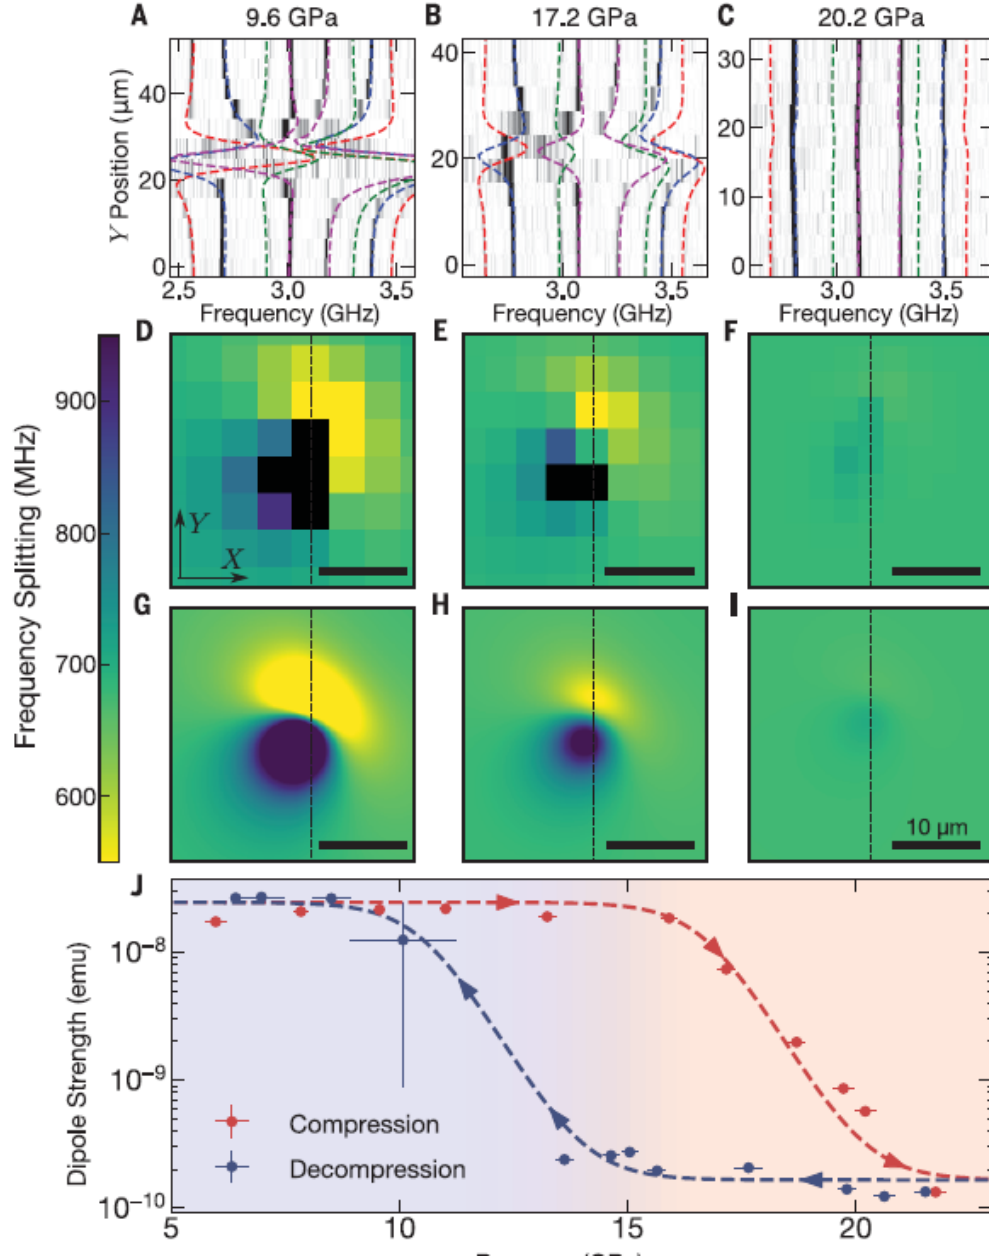 A 9.6 GPa
B 17.2 GPa
C 20.2 GPa
Y Position (µm)
40
20
0
40
20
0
30
20
10
0
2.5 3.0 3.5
3.0
3.0 3.5
Frequency (GHz)
Frequency (GHz)
Frequency (GHz)
D
E
F
Frequency Splitting (MHz)
900
800
700
600
Y
X
G
H
I
10 µm
J
Dipole Strength (emu)
10⁻⁸
10⁻⁹
10⁻¹⁰
Compression
Decompression
5 10 15 20